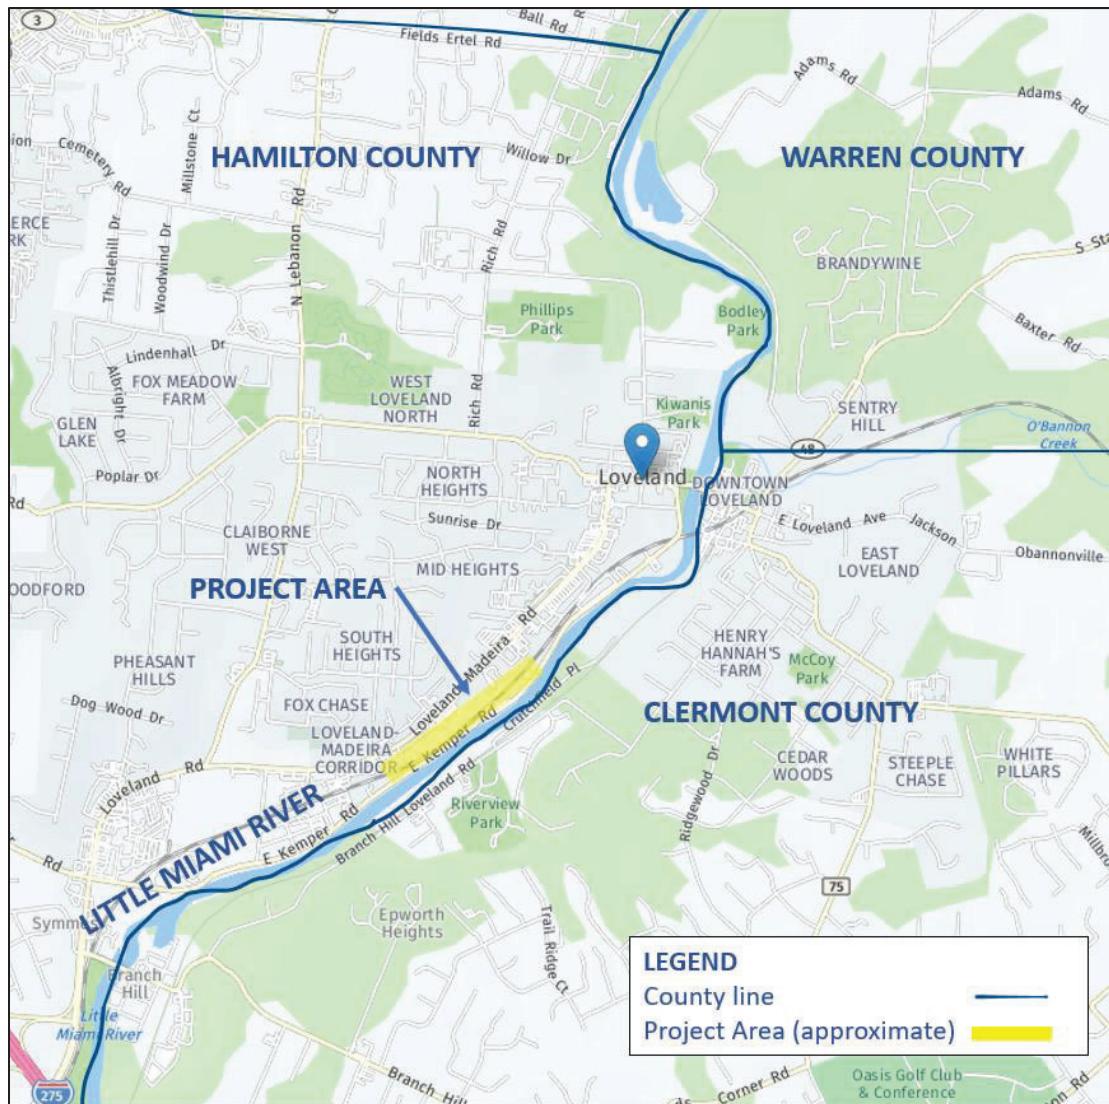 3
Ball Rd
Fields Ertel Rd
Adams Rd
Adams Rd
Cemetery Rd
Millstone Ct
HAMILTON COUNTY
Willow Dr
WARREN COUNTY
N Lebanon Rd
Rich Rd
Thistlehill Dr
Woodwind Dr
BRANDYWINE
Phillips
Park
Bodley
Park
Baxter Rd
Lindenhall Dr
Albright Dr
FOX MEADOW
FARM
WEST
LOVELAND
NORTH
Rich Rd
Kiwanis
Park
SENTRY
HILL
GLEN
LAKE
O'Bannon
Creek
48
Poplar Dr
Rd
NORTH
HEIGHTS
Loveland
DOWNTOWN
LOVELAND
Sunrise Dr
E Loveland Ave
Jackson
CLAIBORNE
WEST
Obannonville
MID HEIGHTS
EAST
LOVELAND
PROJECT AREA
SOUTH
HEIGHTS
Loveland Madeira Rd
HENRY
HANNAH'S
FARM
McCoy
Park
PHEASANT
HILLS
Dog Wood Dr
FOX CHASE
LOVELAND-
MADEIRA
CORRIDOR
E Kemper Rd
Crutchfield Pl
CLERMONT COUNTY
Ridgewood Dr
CEDAR
WOODS
STEEPLE
CHASE
WHITE
PILLARS
Loveland Rd
Branch Hill Loveland Rd
Riverview
Park
LITTLE MIAMI RIVER
E Kemper Rd
Rd
75
Epworth
Heights
Trail Ridge Ct
Branch
Hill
Little
Miami River
LEGEND
County line
Project Area (approximate)
275
Branch Hill
Corner Rd
Oasis Golf Club
& Conference